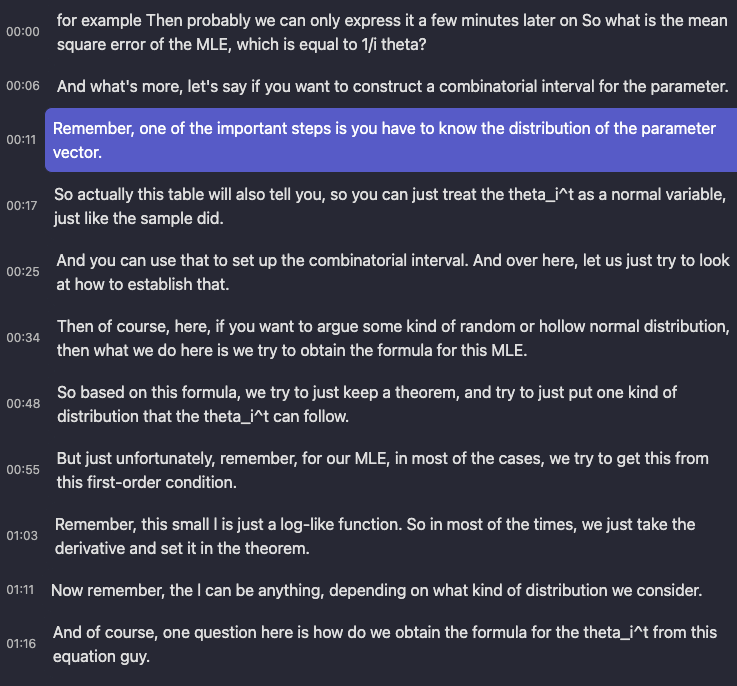 00:00
for example Then probably we can only express it a few minutes later on So what is the mean
square error of the MLE, which is equal to 1/i theta?
00:06
And what's more, let's say if you want to construct a combinatorial interval for the parameter.
00:11
Remember, one of the important steps is you have to know the distribution of the parameter
vector.
00:17
So actually this table will also tell you, so you can just treat the theta_i^t as a normal variable,
just like the sample did.
00:25
And you can use that to set up the combinatorial interval. And over here, let us just try to look
at how to establish that.
00:34
Then of course, here, if you want to argue some kind of random or hollow normal distribution,
then what we do here is we try to obtain the formula for this MLE.
00:48
So based on this formula, we try to just keep a theorem, and try to just put one kind of
distribution that the theta_i^t can follow.
00:55
But just unfortunately, remember, for our MLE, in most of the cases, we try to get this from
this first-order condition.
01:03
Remember, this small l is just a log-like function. So in most of the times, we just take the
derivative and set it in the theorem.
01:11
Now remember, the l can be anything, depending on what kind of distribution we consider.
01:16
And of course, one question here is how do we obtain the formula for the theta_i^t from this
equation guy.